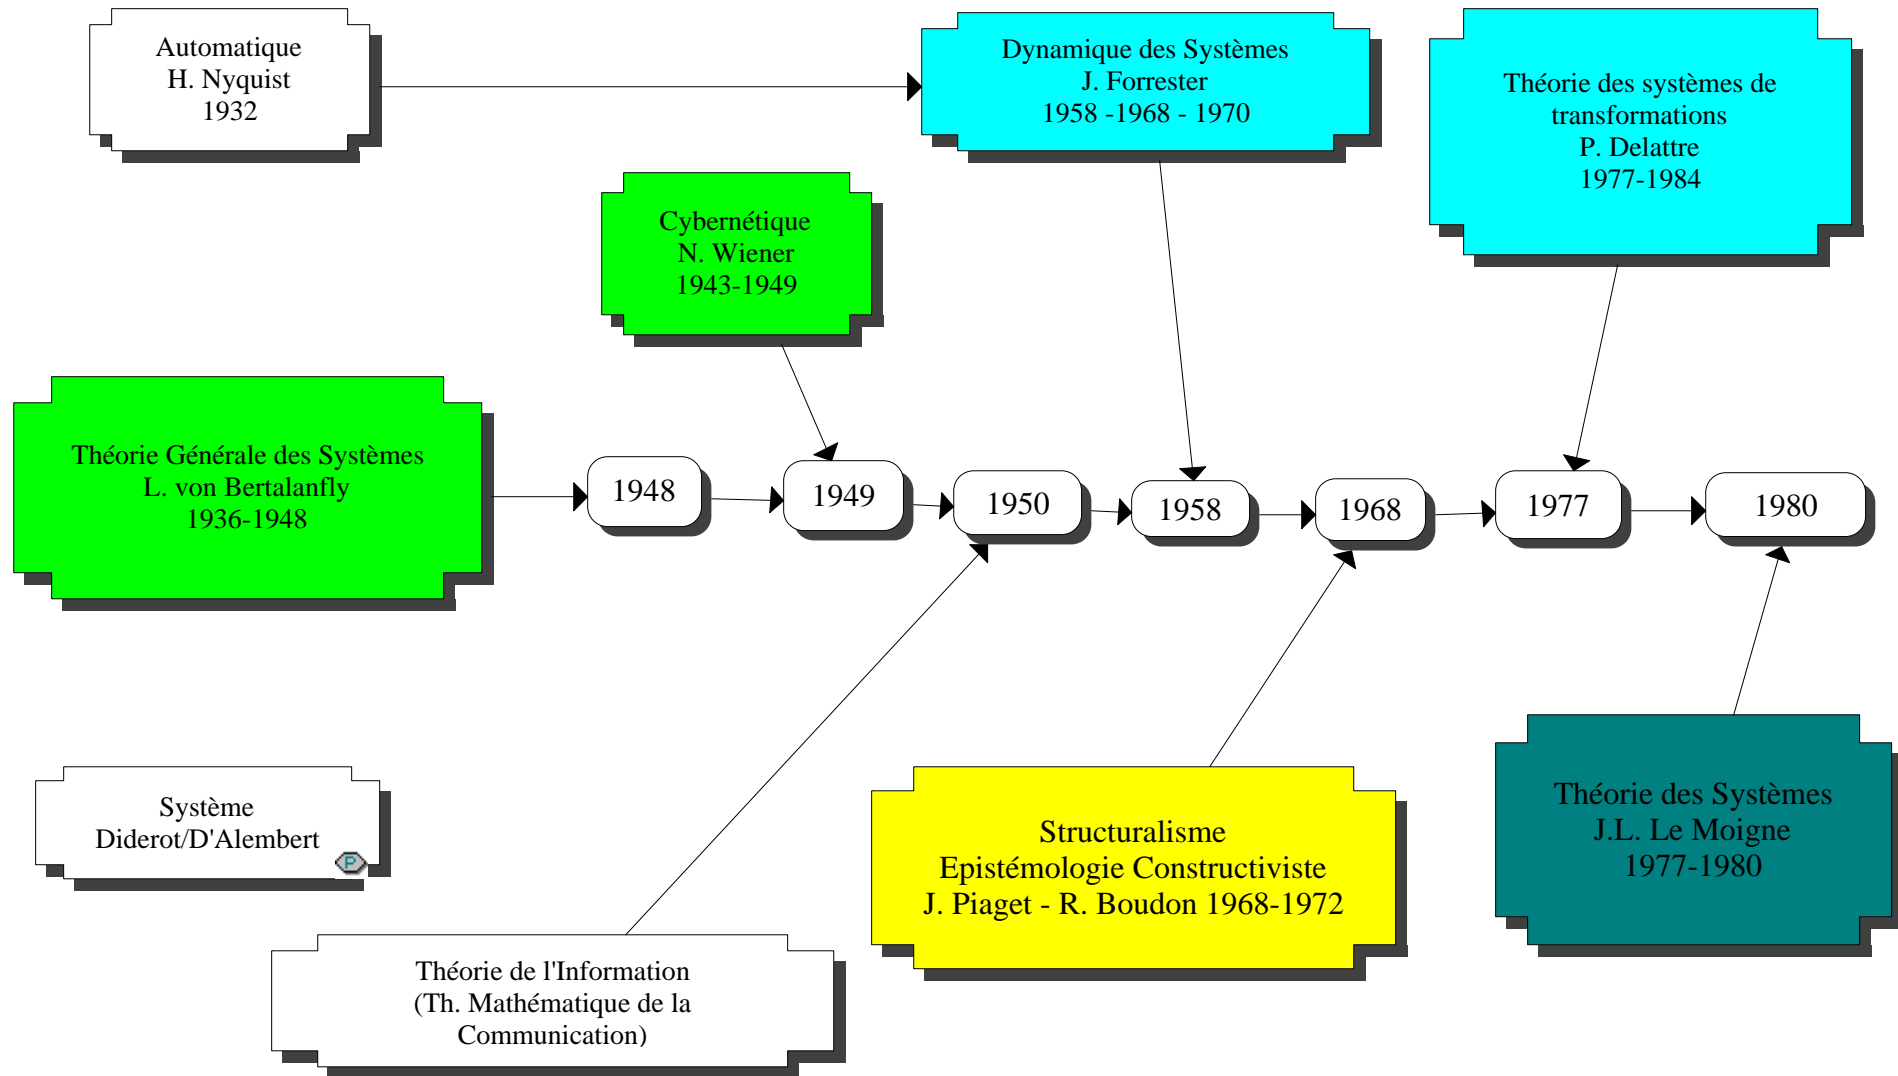 Automatique
H. Nyquist
1932
Dynamique des Systèmes
J. Forrester
1958 -1968 - 1970
Théorie des systèmes de
transformations
P. Delattre
1977-1984
Cybernétique
N. Wiener
1943-1949
Théorie Générale des Systèmes
L. von Bertalanfly
1936-1948
1948
1949
1950
1958
1968
1977
1980
Système
Diderot/D'Alembert
P
Structuralisme
Epistémologie Constructiviste
J. Piaget - R. Boudon 1968-1972
Théorie des Systèmes
J.L. Le Moigne
1977-1980
Théorie de l'Information
(Th. Mathématique de la
Communication)